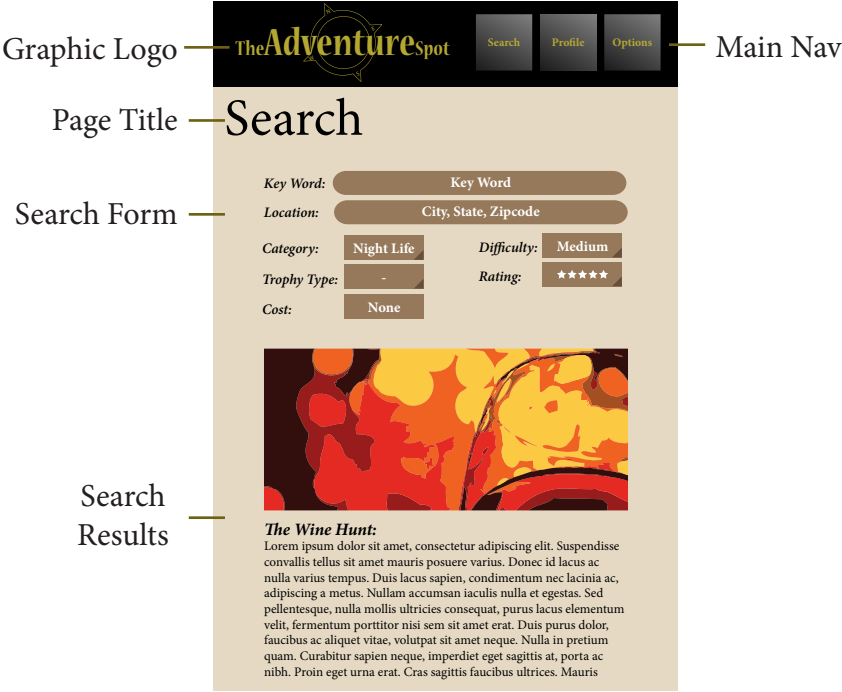 Graphic Logo
TheAdventureSpot
Search
Profile
Options
Main Nav
Page Title
Search
Search Form
Key Word:
Key Word
Location:
City, State, Zipcode
Category:
Night Life
Difficulty:
Medium
Trophy Type:
-
Rating:
★★★★★
Cost:
None
Search
Results
The Wine Hunt:
Lorem ipsum dolor sit amet, consectetur adipiscing elit. Suspendisse
convallis tellus sit amet mauris posuere varius. Donec id lacus ac
nulla varius tempus. Duis lacus sapien, condimentum nec lacinia ac,
adipiscing a metus. Nullam accumsan iaculis nulla et egestas. Sed
pellentesque, nulla mollis ultricies consequat, purus lacus elementum
velit, fermentum porttitor nisi sem sit amet erat. Duis purus dolor,
faucibus ac aliquet vitae, volutpat sit amet neque. Nulla in pretium
quam. Curabitur sapien neque, imperdiet eget sagittis at, porta ac
nibh. Proin eget urna erat. Cras sagittis faucibus ultrices. Mauris